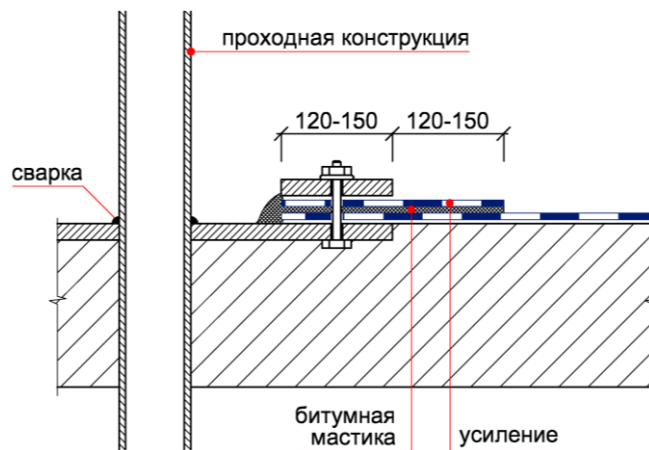 проходная конструкция
120-150 120-150
сварка
битумная
мастика
усиление